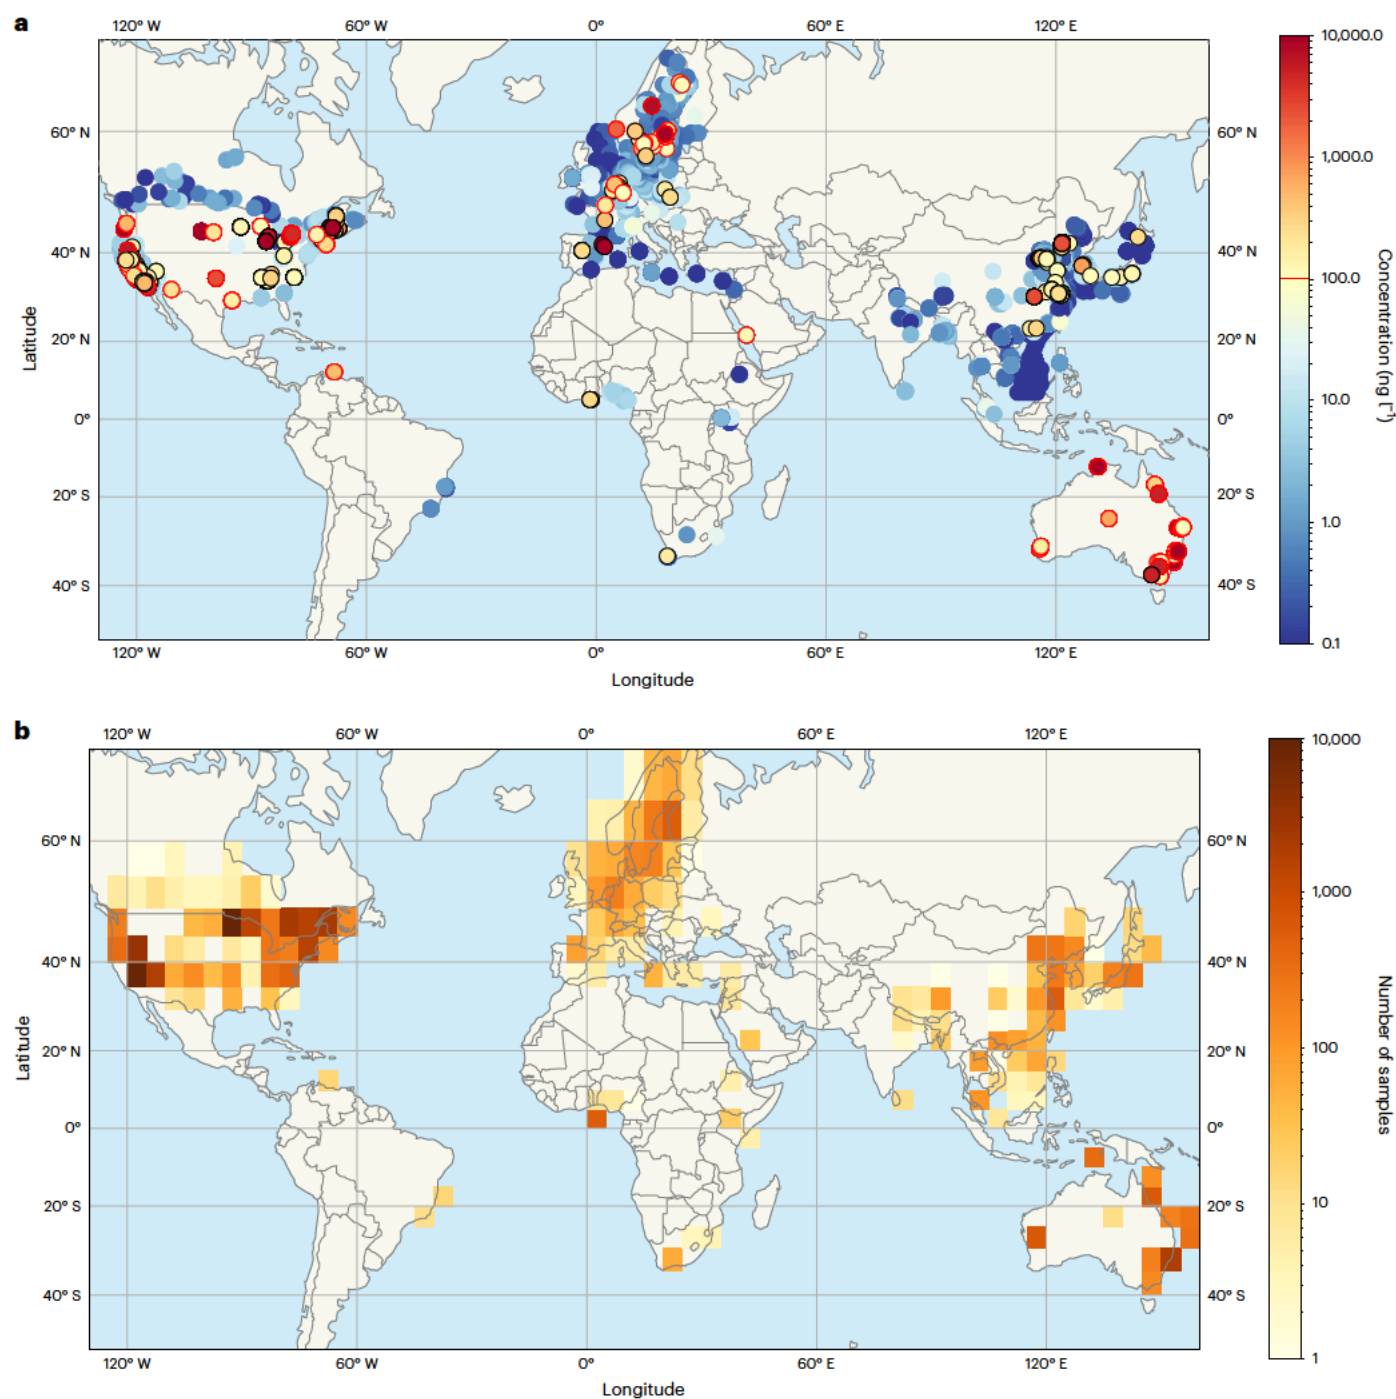 a
120° W 60° W 0° 60° E 120° E
60° N
40° N
20° N
0°
20° S
40° S
Latitude
60° N
40° N
20° N
0°
20° S
40° S
120° W 60° W 0° 60° E 120° E
Longitude
10,000.0
1,000.0
100.0
10.0
1.0
0.1
Concentration (ng l⁻¹)
b
120° W 60° W 0° 60° E 120° E
60° N
40° N
20° N
0°
20° S
40° S
Latitude
60° N
40° N
20° N
0°
20° S
40° S
120° W 60° W 0° 60° E 120° E
Longitude
10,000
1,000
100
10
1
Number of samples